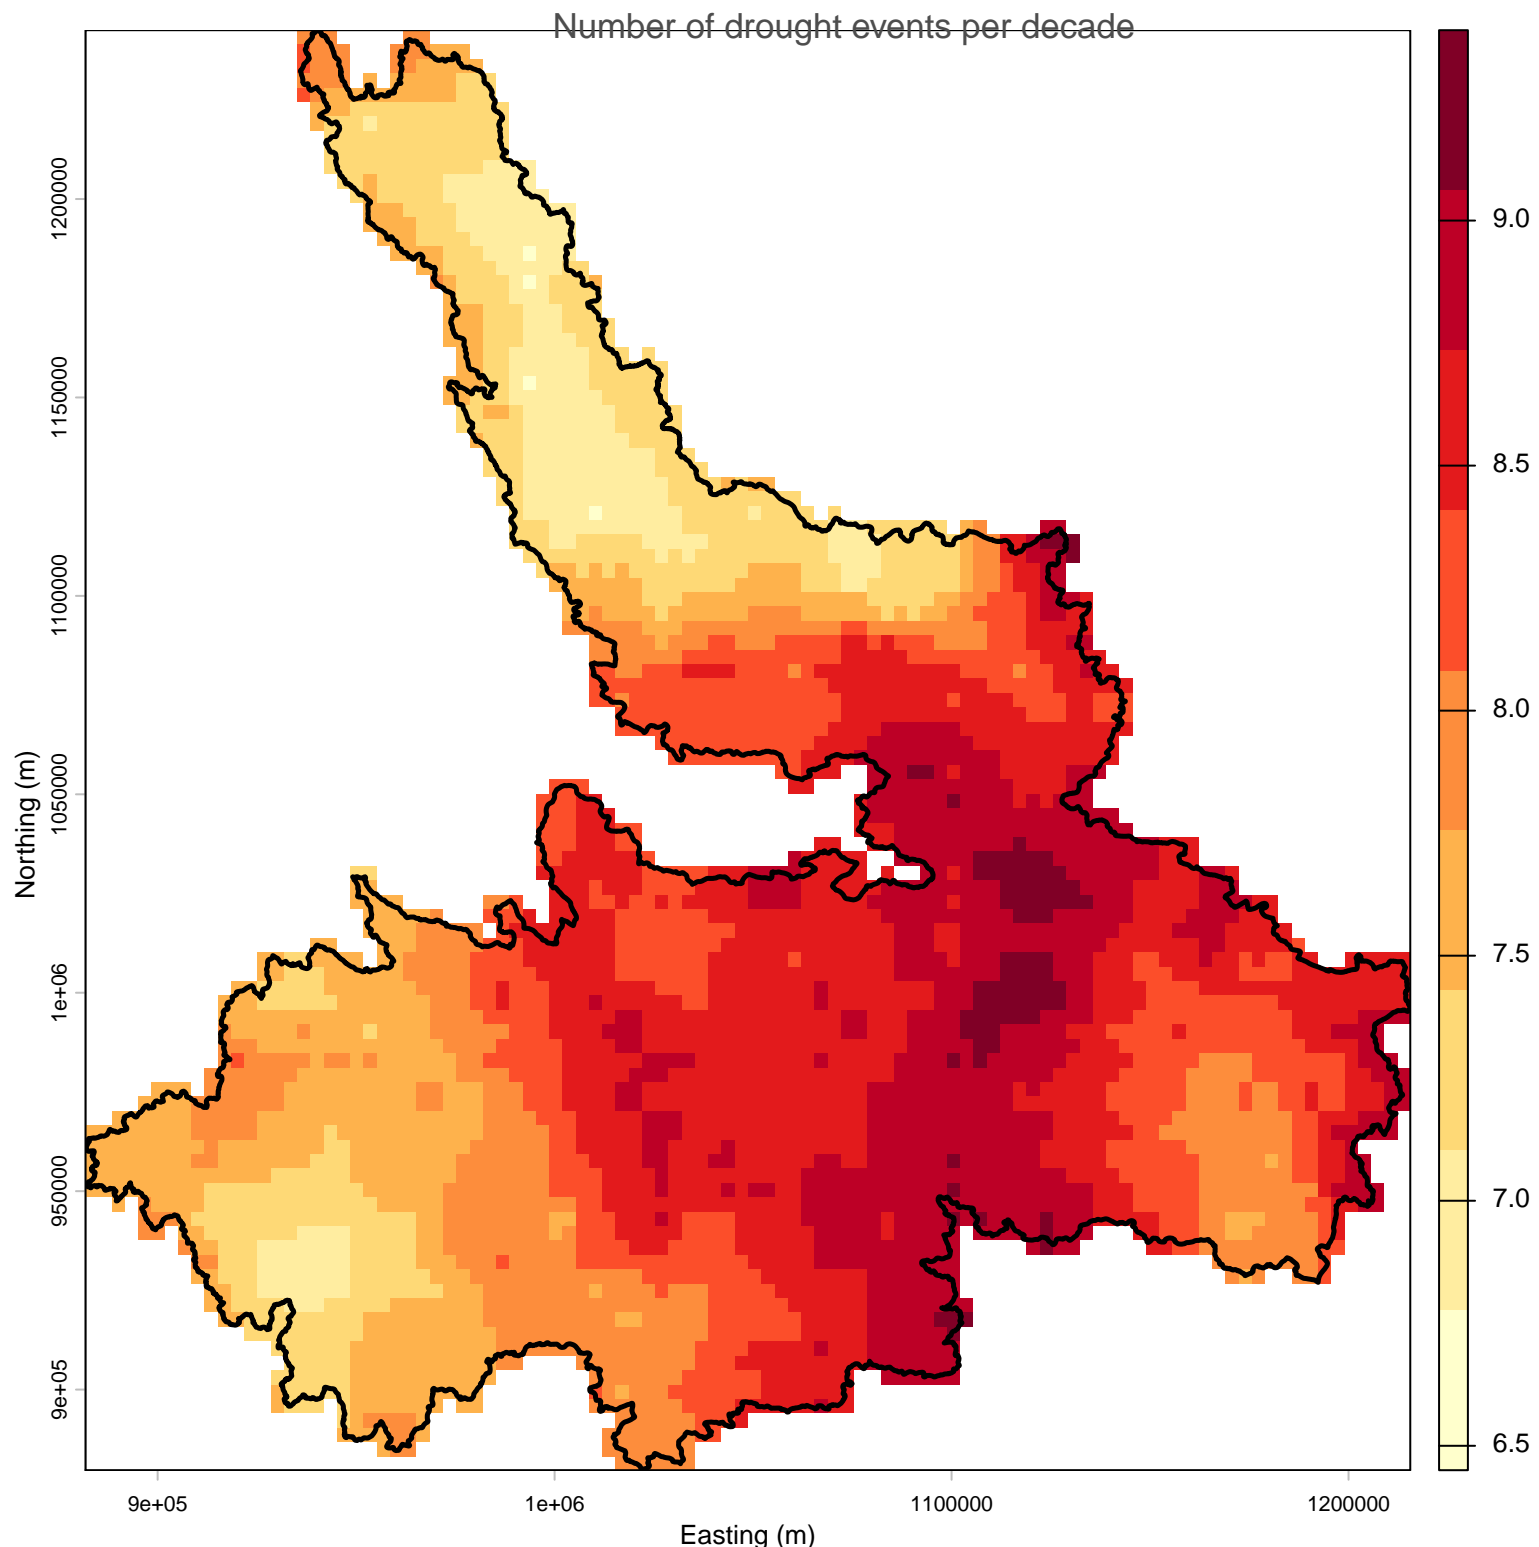 Number of drought events per decade
1200000
1150000
1100000
1050000
1e+06
950000
9e+05
Northing (m)
9e+05
1e+06
1100000
1200000
Easting (m)
9.0
8.5
8.0
7.5
7.0
6.5